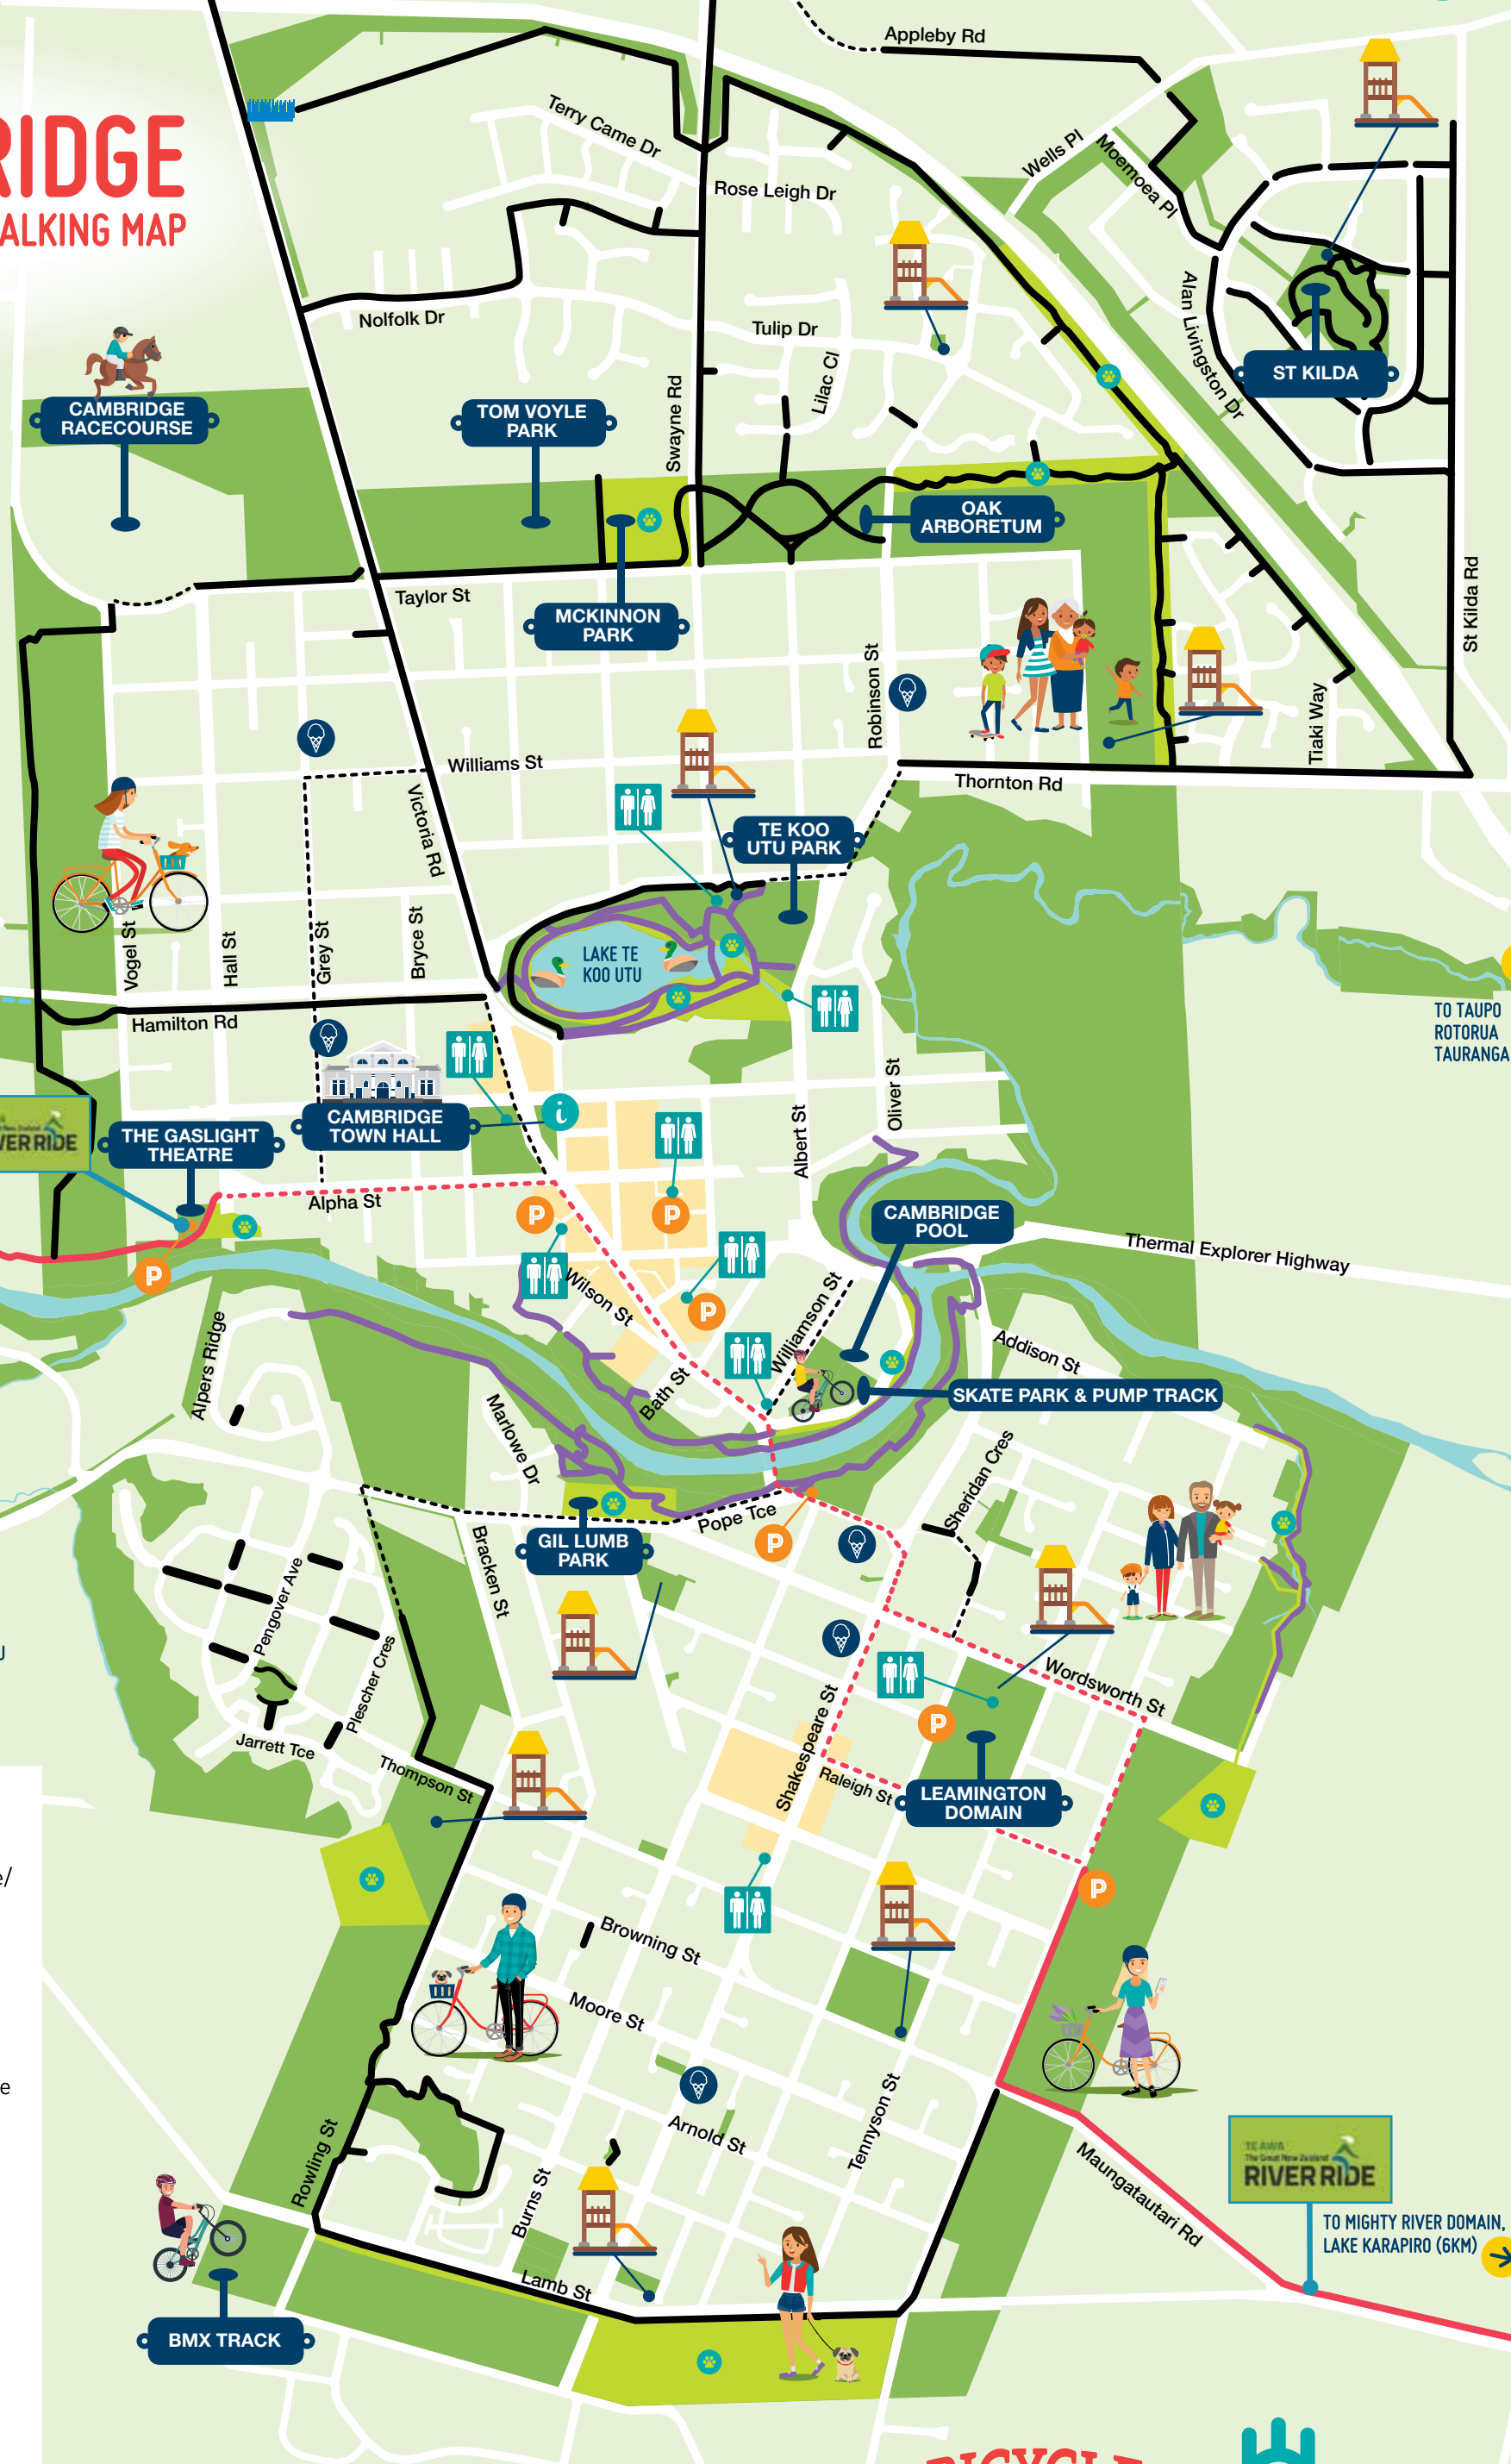 RIDGE
ALKING MAP
Appleby Rd
Terry Came Dr
Rose Leigh Dr
Wells Pl
Moemoea Pl
Alan Livingston Dr
Nolfolk Dr
Tulip Dr
Lilac Cl
Swayne Rd
ST KILDA
CAMBRIDGE
RACECOURSE
TOM VOYLE
PARK
OAK
ARBORETUM
MCKINNON
PARK
Taylor St
St Kilda Rd
Robinson St
Tiaki Way
Williams St
Thornton Rd
Victoria Rd
TE KOO
UTU PARK
LAKE TE
KOO UTU
Vogel St
Hall St
Grey St
Bryce St
Hamilton Rd
TO TAUPO
ROTORUA
TAURANGA
CAMBRIDGE
TOWN HALL
i
THE GASLIGHT
THEATRE
VER RIDE
Albert St
Oliver St
Alpha St
P
P
P
P
CAMBRIDGE
POOL
Thermal Explorer Highway
Wilson St
Williamson St
Bath St
Addison St
SKATE PARK & PUMP TRACK
Alpers Ridge
Marlowe Dr
Sheridan Cres
Pope Tce
P
GIL LUMB
PARK
Bracken St
Pengover Ave
Plescher Cres
Jarrett Tce
Thompson St
Wordsworth St
Shakespeare St
P
Raleigh St
LEAMINGTON
DOMAIN
P
e/
e
Browning St
Moore St
Arnold St
Tennyson St
Rowling St
Burns St
Lamb St
Maungatautari Rd
TE AWA
The Great New Zealand
RIVER RIDE
TO MIGHTY RIVER DOMAIN,
LAKE KARAPIRO (6KM)
BMX TRACK